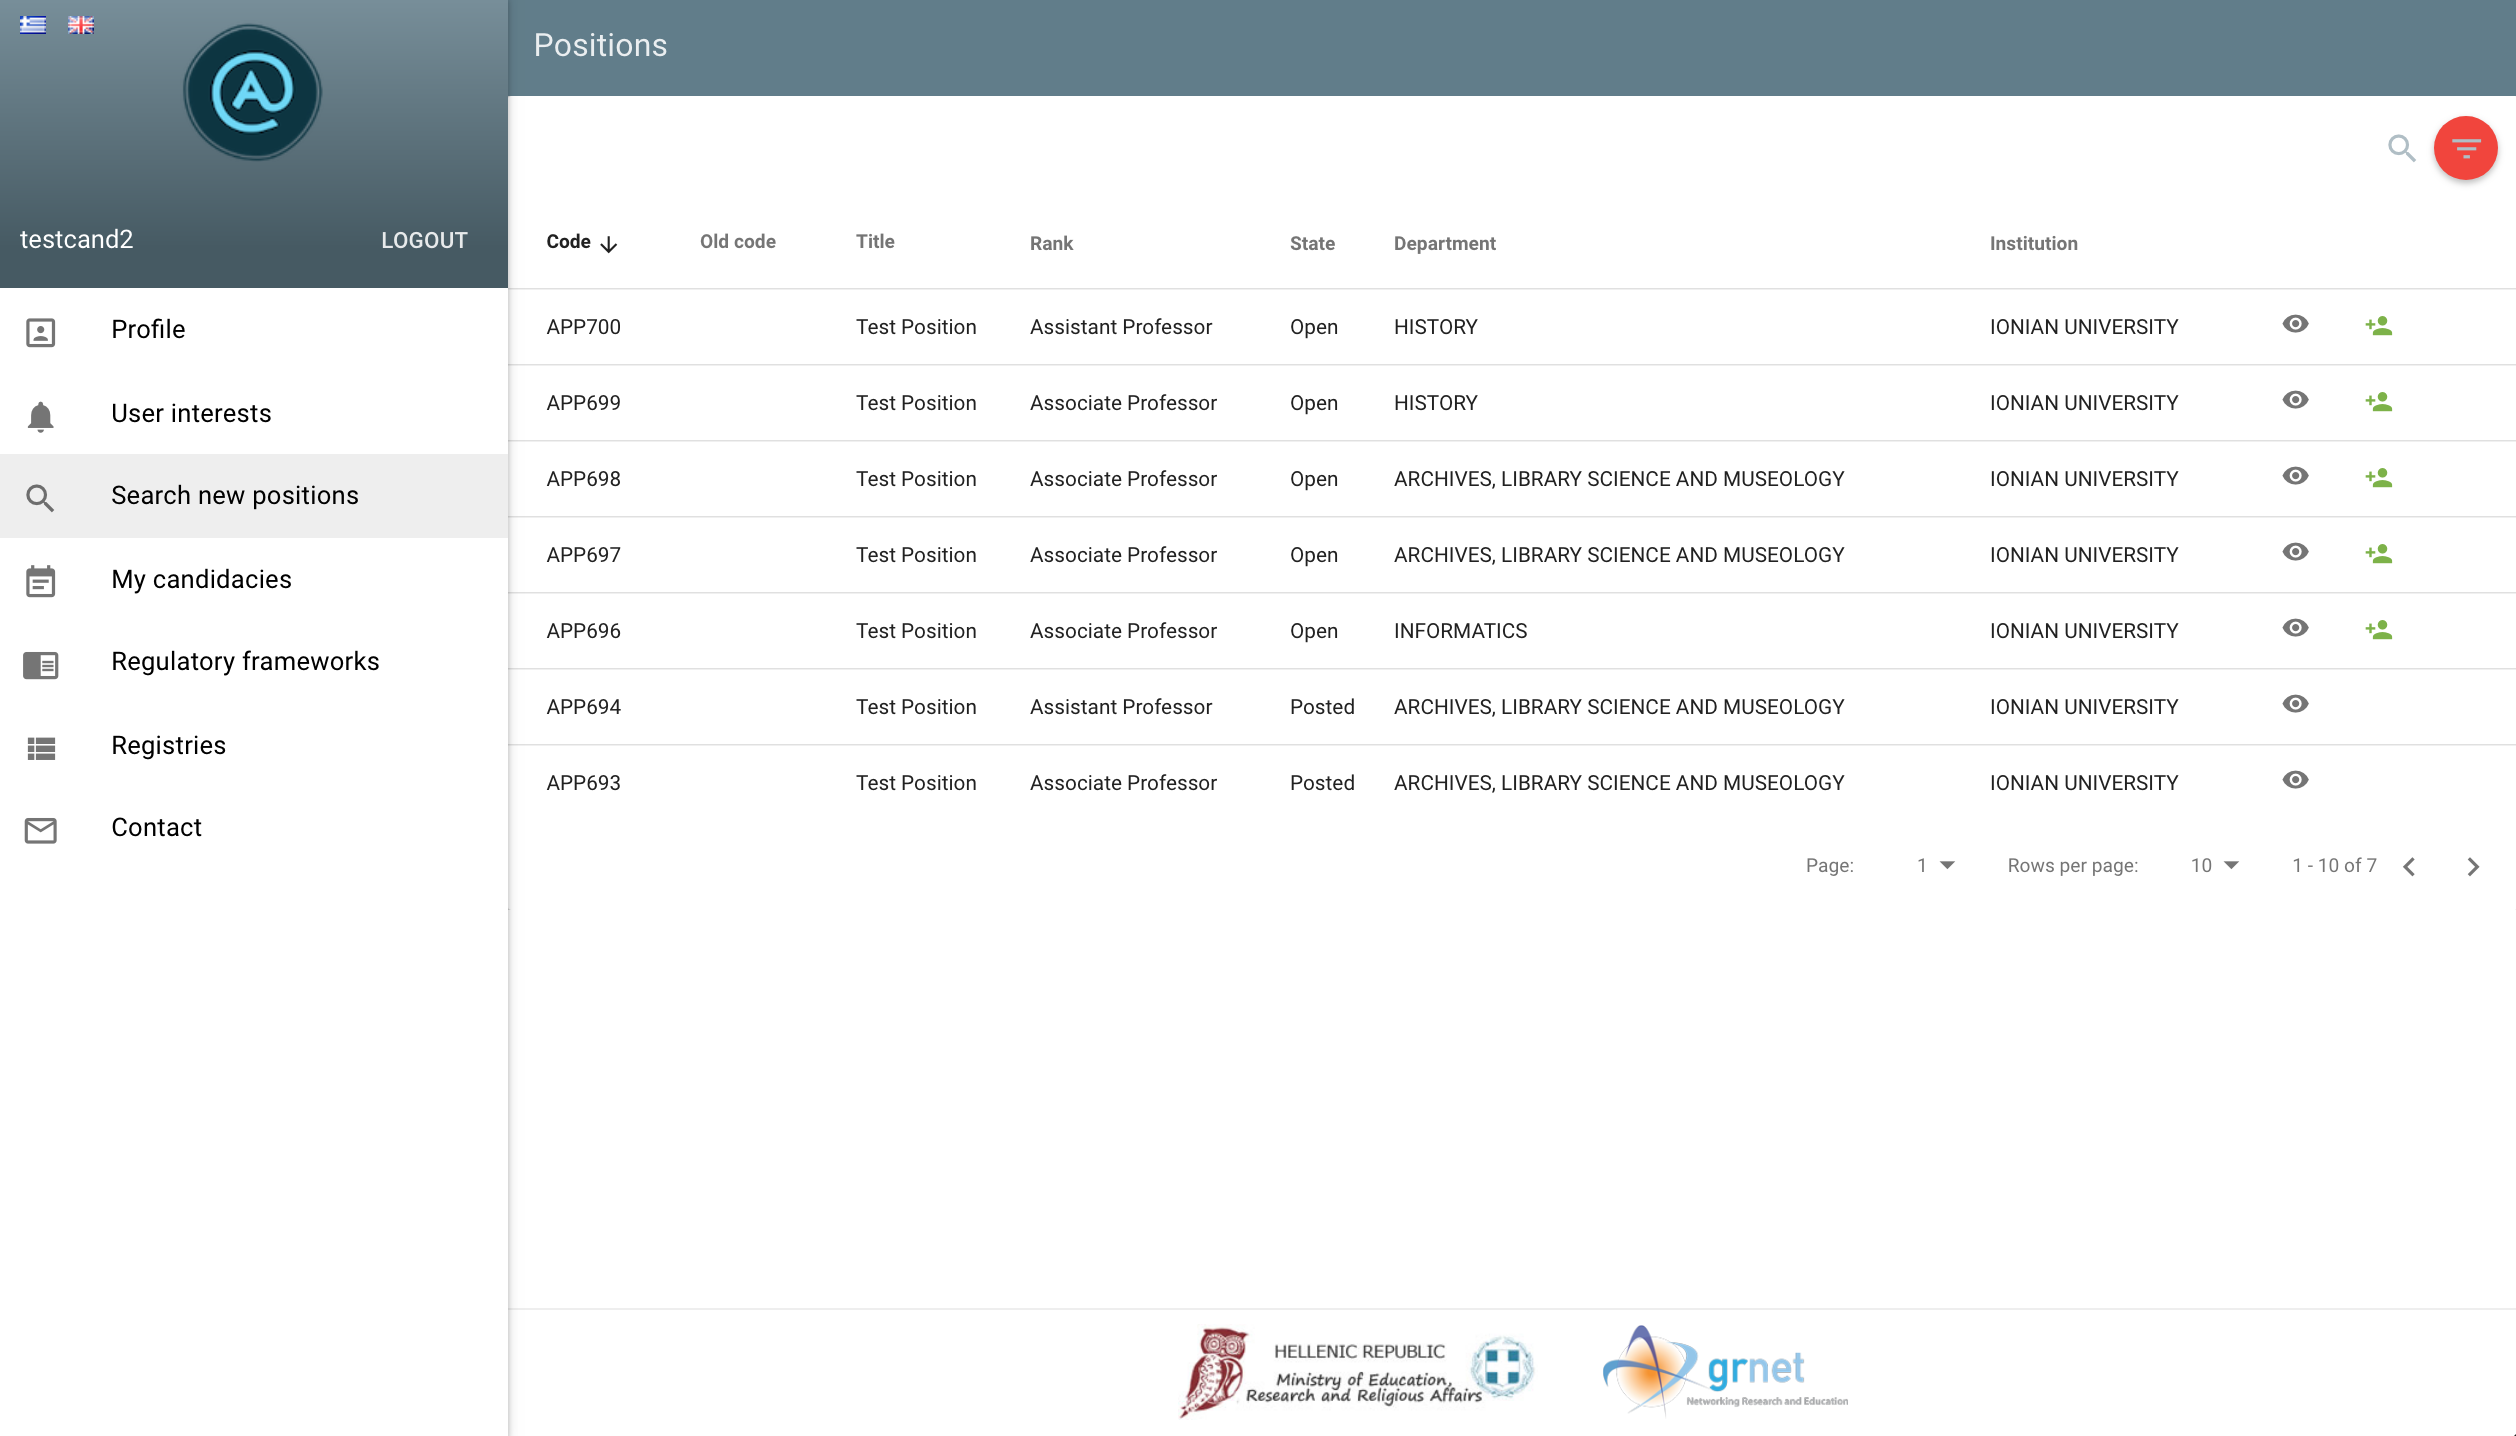 Positions
testcand2 LOGOUT
Profile
User interests
Search new positions
My candidacies
Regulatory frameworks
Registries
Contact
Code Old code Title Rank State Department Institution
APP700 Test Position Assistant Professor Open HISTORY IONIAN UNIVERSITY
APP699 Test Position Associate Professor Open HISTORY IONIAN UNIVERSITY
APP698 Test Position Associate Professor Open ARCHIVES, LIBRARY SCIENCE AND MUSEOLOGY IONIAN UNIVERSITY
APP697 Test Position Associate Professor Open ARCHIVES, LIBRARY SCIENCE AND MUSEOLOGY IONIAN UNIVERSITY
APP696 Test Position Associate Professor Open INFORMATICS IONIAN UNIVERSITY
APP694 Test Position Assistant Professor Posted ARCHIVES, LIBRARY SCIENCE AND MUSEOLOGY IONIAN UNIVERSITY
APP693 Test Position Associate Professor Posted ARCHIVES, LIBRARY SCIENCE AND MUSEOLOGY IONIAN UNIVERSITY
Page: 1 Rows per page: 10 1 - 10 of 7
HELLENIC REPUBLIC
Ministry of Education,
Research and Religious Affairs
grnet
Networking Research and Education